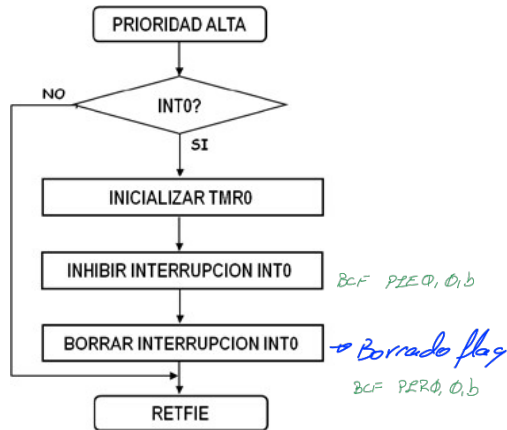 PRIORIDAD ALTA
NO
INT0?
SI
INICIALIZAR TMR0
INHIBIR INTERRUPCION INT0
BCF PIE0, 0, b
BORRAR INTERRUPCION INT0
→ Borrado flag
BCF PIR0, 0, b
RETFIE